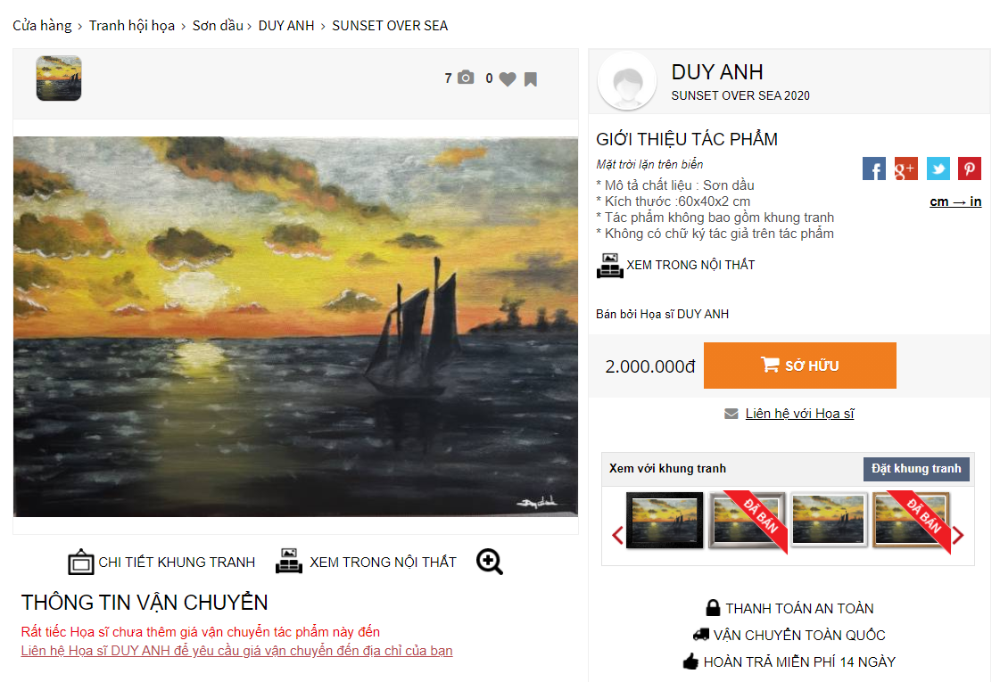 Cửa hàng › Tranh hội họa › Sơn dầu › DUY ANH › SUNSET OVER SEA
7 0
DUY ANH
SUNSET OVER SEA 2020
GIỚI THIỆU TÁC PHẨM
Mặt trời lặn trên biển
* Mô tả chất liệu : Sơn dầu
* Kích thước :60x40x2 cm
cm → in
* Tác phẩm không bao gồm khung tranh
* Không có chữ ký tác giả trên tác phẩm
XEM TRONG NỘI THẤT
Bán bởi Họa sĩ DUY ANH
2.000.000đ
SỞ HỮU
Liên hệ với Họa sĩ
Xem với khung tranh
Đặt khung tranh
ĐÃ BÁN
ĐÃ BÁN
CHI TIẾT KHUNG TRANH
XEM TRONG NỘI THẤT
THÔNG TIN VẬN CHUYỂN
Rất tiếc Họa sĩ chưa thêm giá vận chuyển tác phẩm này đến
Liên hệ Họa sĩ DUY ANH để yêu cầu giá vận chuyển đến địa chỉ của bạn
THANH TOÁN AN TOÀN
VẬN CHUYỂN TOÀN QUỐC
HOÀN TRẢ MIỄN PHÍ 14 NGÀY